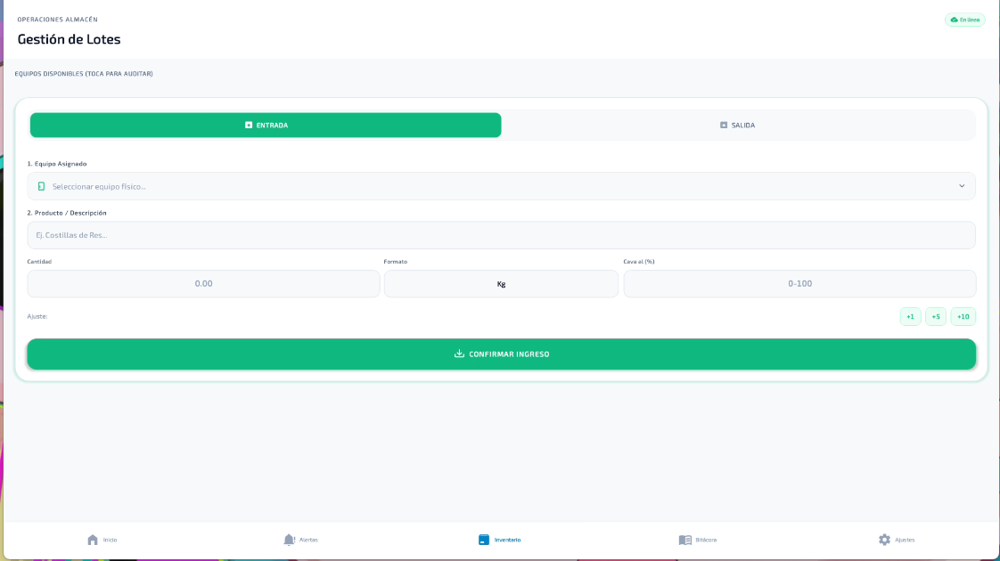 OPERACIONES ALMACÉN
En línea
Gestión de Lotes
EQUIPOS DISPONIBLES (TOCA PARA AUDITAR)
ENTRADA
SALIDA
1. Equipo Asignado
Seleccionar equipo físico...
2. Producto / Descripción
Ej. Costillas de Res...
Cantidad
Formato
Cava al (%)
0.00
Kg
0-100
Ajuste:
+1
+5
+10
CONFIRMAR INGRESO
Inicio
Alertas
Inventario
Bitácora
Ajustes